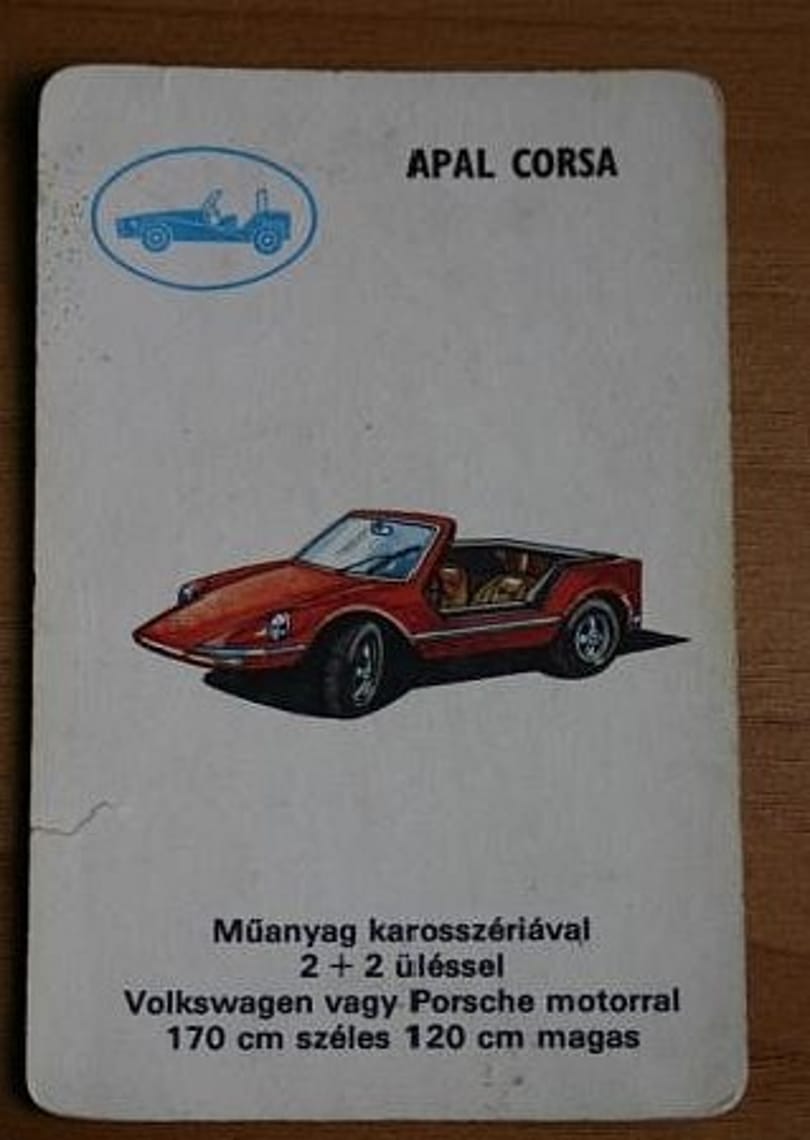 APAL CORSA
Műanyag karosszériával
2 + 2 üléssel
Volkswagen vagy Porsche motorral
170 cm széles 120 cm magas